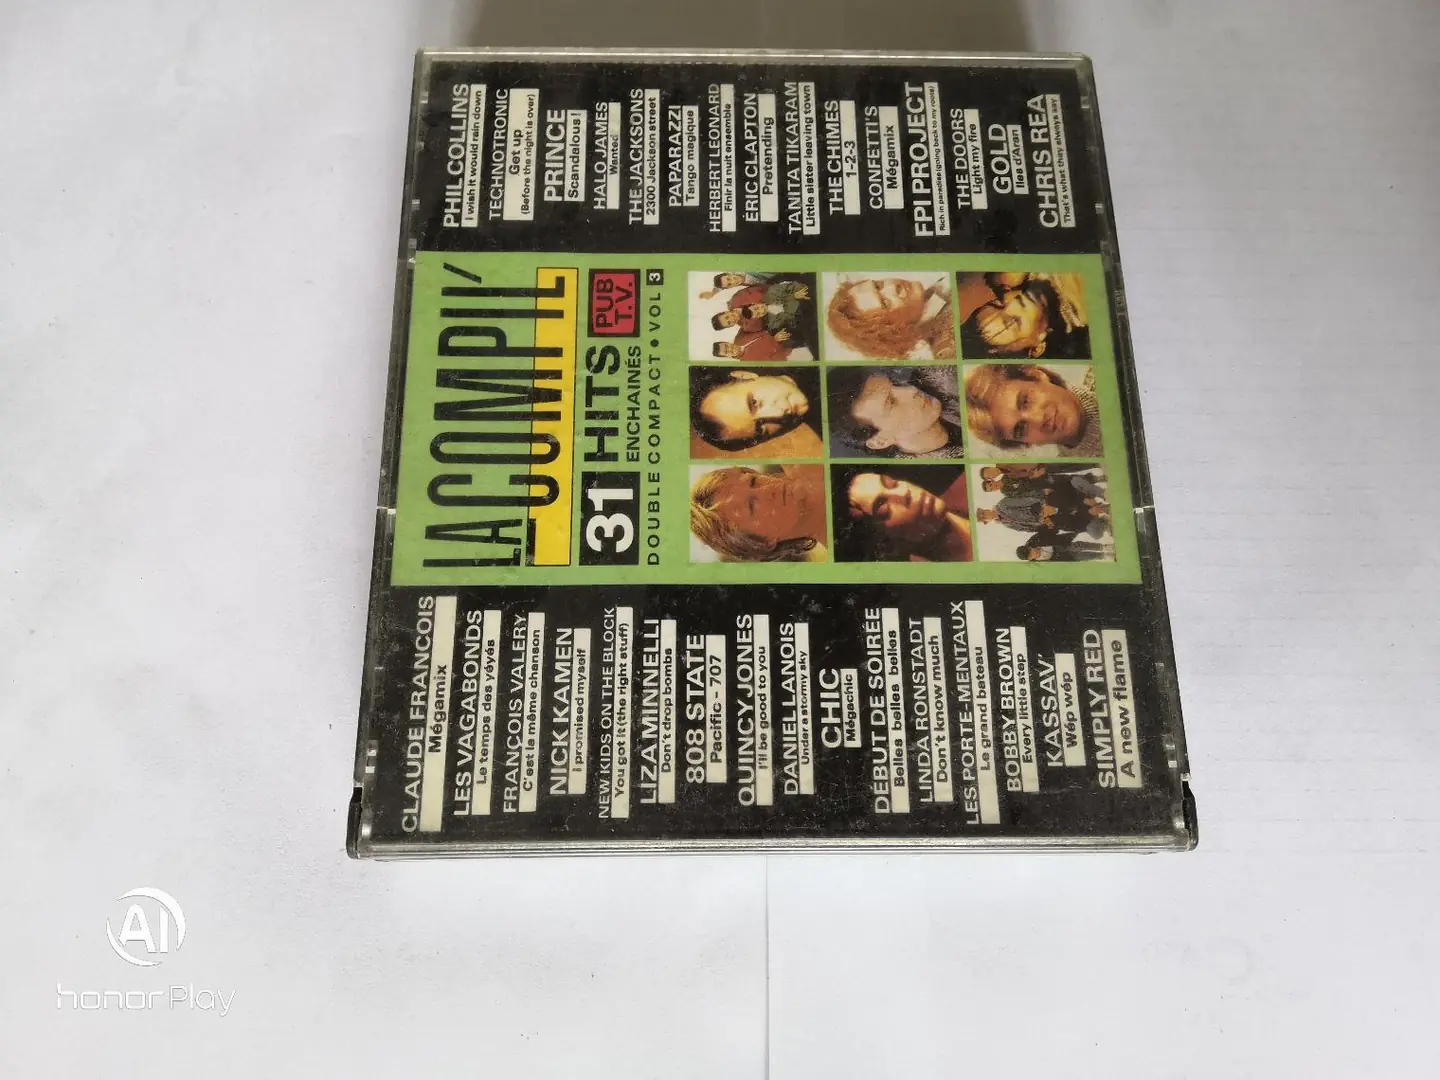 CLAUDE FRANCOIS
Mégamix
LES VAGABONDS
Le temps des yéyés
FRANÇOIS VALERY
C'est la même chanson
NICK KAMEN
I promised myself
NEW KIDS ON THE BLOCK
You got it (the right stuff)
LIZA MINNELLI
Don't drop bombs
808 STATE
Pacific - 707
QUINCY JONES
I'll be good to you
DANIEL LANOIS
Under a stormy sky
CHIC
Mégachic
DEBUT DE SOIRÉE
Belles belles belles
LINDA RONSTADT
Don't know much
LES PORTE-MENTAUX
Le grand bateau
BOBBY BROWN
Every little step
KASSAV'
Wép wép
SIMPLY RED
A new flame
LA COMPIL'
31 HITS
ENCHAINÉS
PUB
T.V.
DOUBLE COMPACT • VOL 3
PHIL COLLINS
I wish it would rain down
TECHNOTRONIC
Get up
(Before the night is over)
PRINCE
Scandalous!
HALO JAMES
Wanted
THE JACKSONS
2300 Jackson street
PAPARAZZI
Tango magique
HERBERT LEONARD
Finir la nuit ensemble
ÉRIC CLAPTON
Pretending
TANITA TIKARAM
Little sister leaving town
THE CHIMES
1-2-3
CONFETTI'S
Mégamix
FPI PROJECT
Rich in paradise (going back to my roots)
THE DOORS
Light my fire
GOLD
Iles d'Aran
CHRIS REA
That's what they always say
AI
honor Play